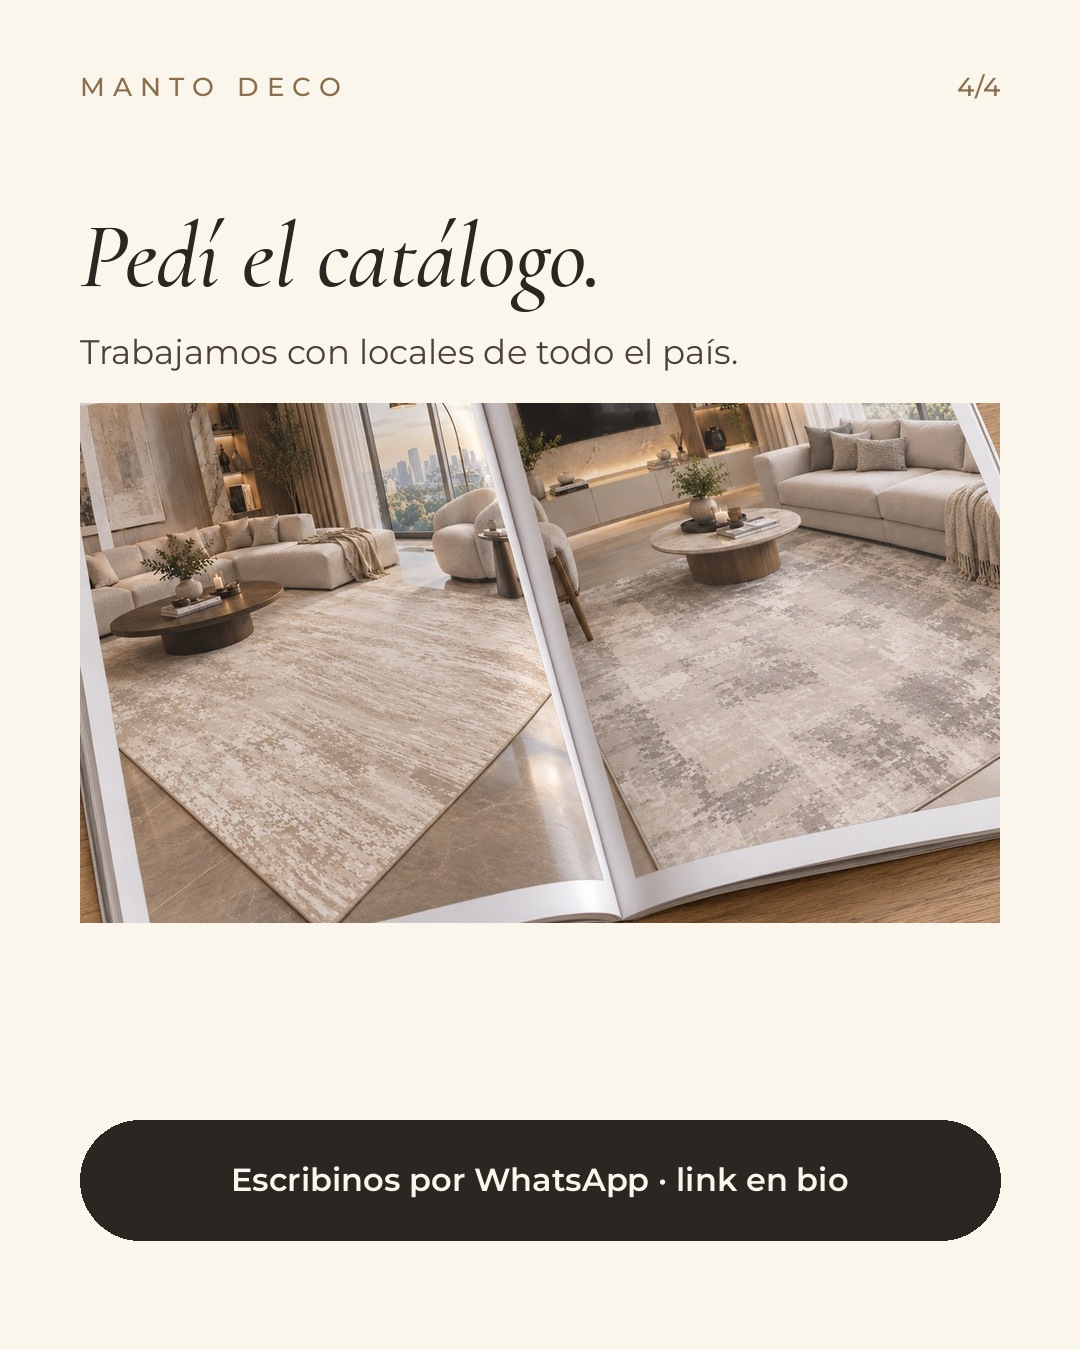 MANTO DECO
4/4
Pedí el catálogo.
Trabajamos con locales de todo el país.
Escribinos por WhatsApp · link en bio